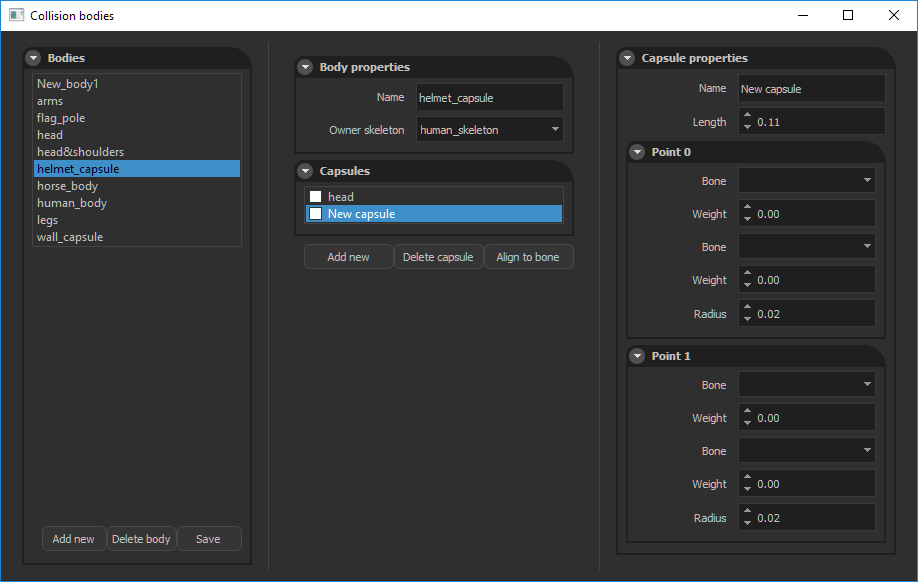 Collision bodies
Bodies
New_body1
arms
flag_pole
head
head&shoulders
helmet_capsule
horse_body
human_body
legs
wall_capsule
Add new
Delete body
Save
Body properties
Name helmet_capsule
Owner skeleton human_skeleton
Capsules
head
New capsule
Add new
Delete capsule
Align to bone
Capsule properties
Name New capsule
Length 0.11
Point 0
Bone
Weight 0.00
Bone
Weight 0.00
Radius 0.02
Point 1
Bone
Weight 0.00
Bone
Weight 0.00
Radius 0.02